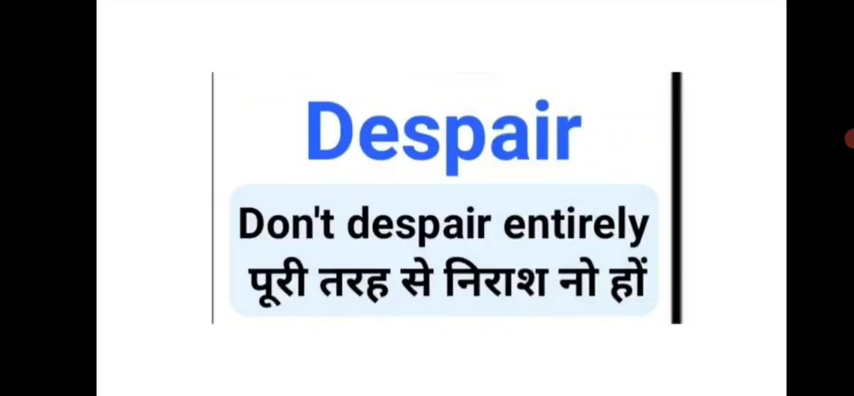 Despair
Don't despair entirely
पूरी तरह से निराश नो हों